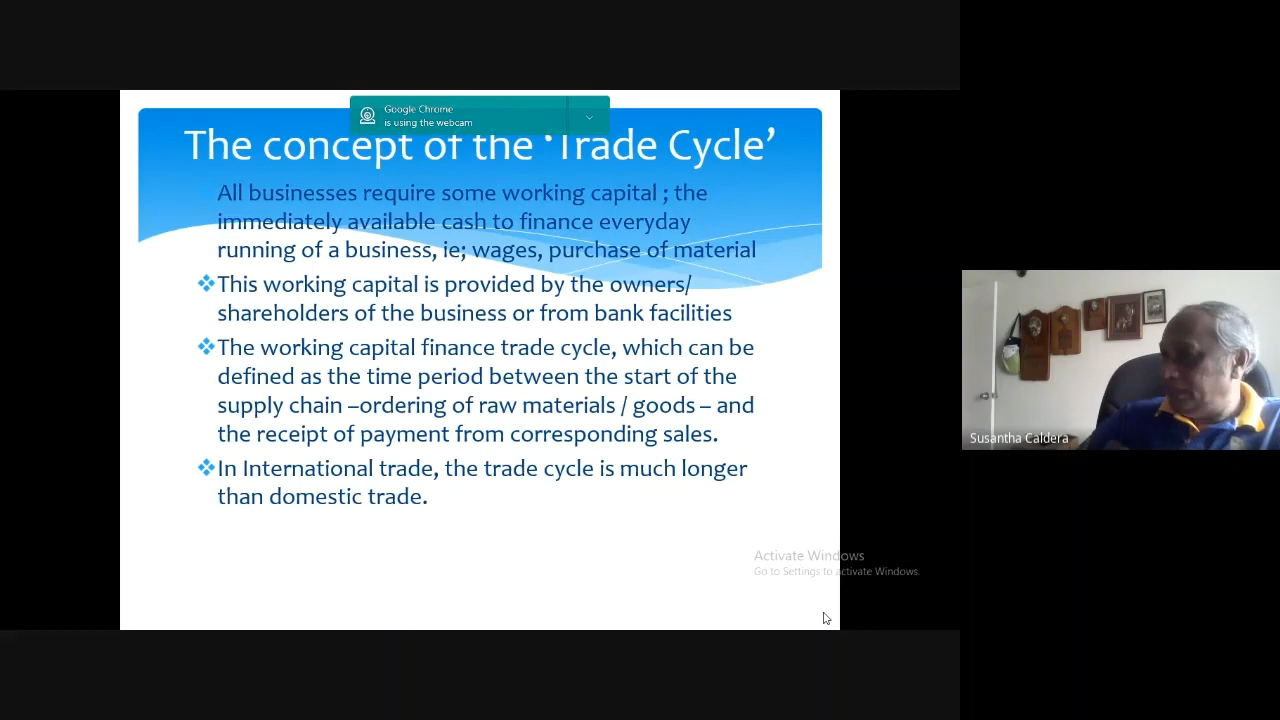 Google Chrome
is using the webcam
The concept of the ‘Trade Cycle’
All businesses require some working capital ; the
immediately available cash to finance everyday
running of a business, ie; wages, purchase of material
This working capital is provided by the owners/
shareholders of the business or from bank facilities
The working capital finance trade cycle, which can be
defined as the time period between the start of the
supply chain –ordering of raw materials / goods – and
the receipt of payment from corresponding sales.
In International trade, the trade cycle is much longer
than domestic trade.
Susantha Caldera
Activate Windows
Go to Settings to activate Windows.